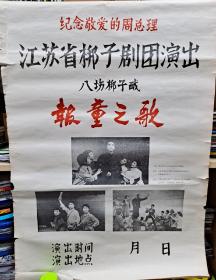 纪念敬爱的周总理
江苏省梆子剧团演出
八场梆子戏
報童之歌
演出时间 月 日
演出地点